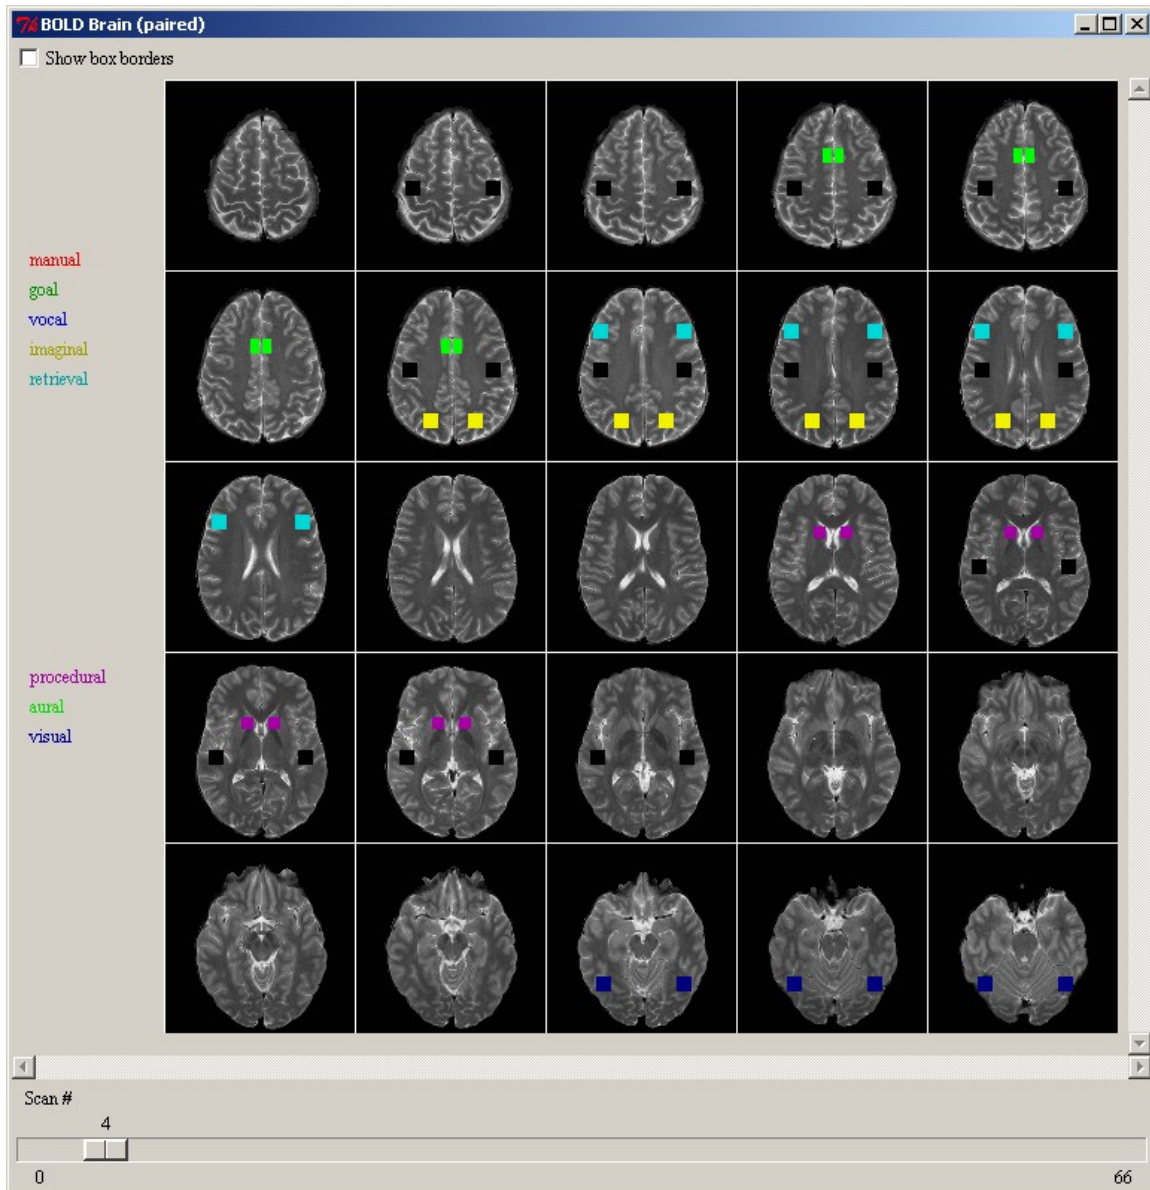 BOLD Brain (paired)
Show box borders
manual
goal
vocal
imaginal
retrieval
procedural
aural
visual
Scan #
4
0 66